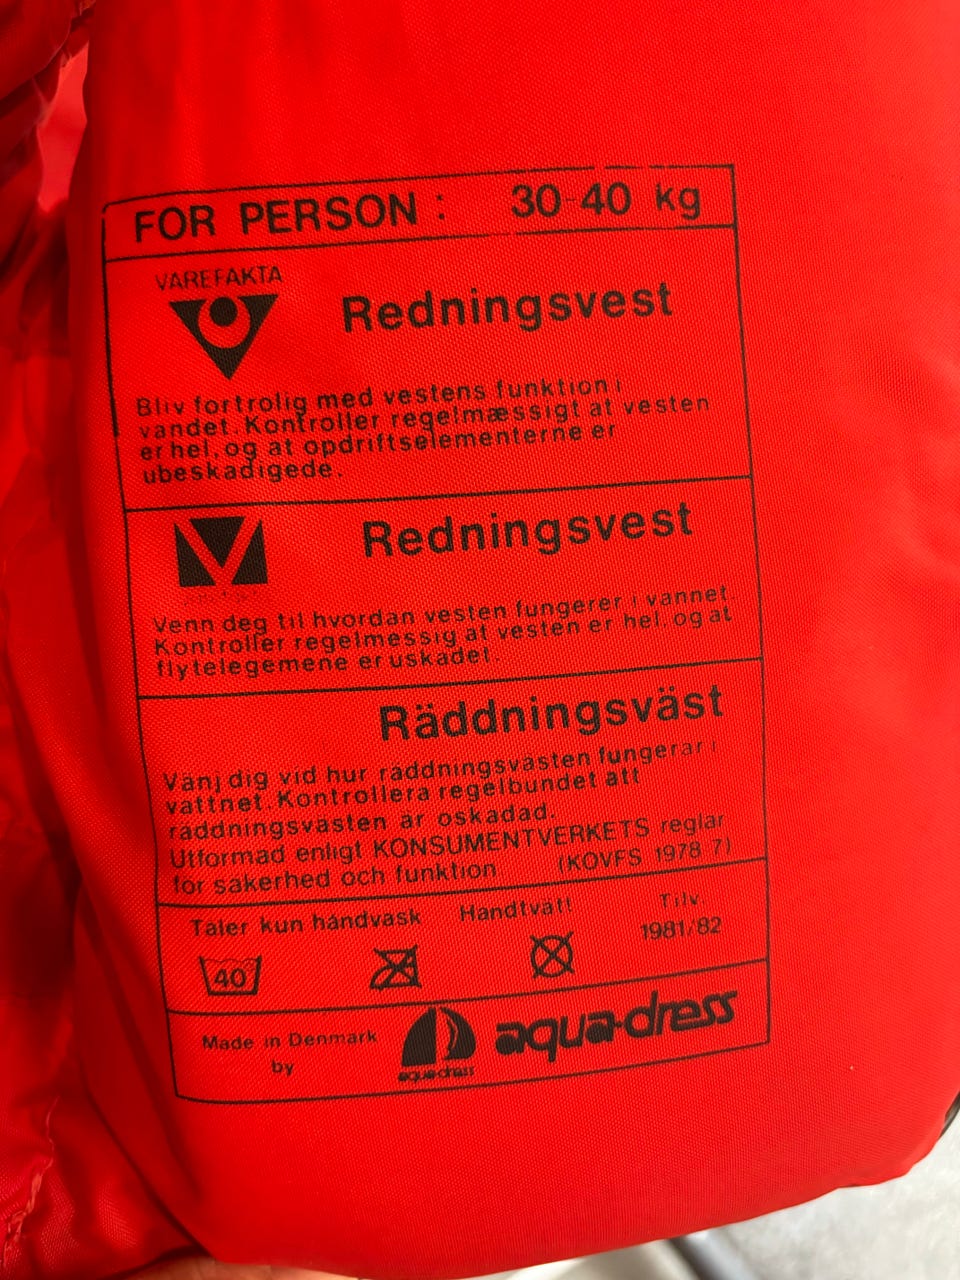 FOR PERSON : 30-40 kg
VAREFAKTA
Redningsvest
Bliv fortrolig med vestens funktion i
vandet. Kontroller regelmæssigt at vesten
er hel, og at opdriftselementerne er
ubeskadigede.
Redningsvest
Venn deg til hvordan vesten fungerer i vannet.
Kontroller regelmessig at vesten er hel, og at
flytelegemene er uskadet.
Räddningsväst
Vänj dig vid hur räddningsvästen fungerar i
vattnet. Kontrollera regelbundet att
räddningsvästen är oskadad.
Utformad enligt KONSUMENTVERKETS reglar
för säkerhed och funktion (KOVFS 1978 7)
Tåler kun håndvask Handtvätt Tilv.
1981/82
40
Made in Denmark
by
aqua-dress
aqua-dress